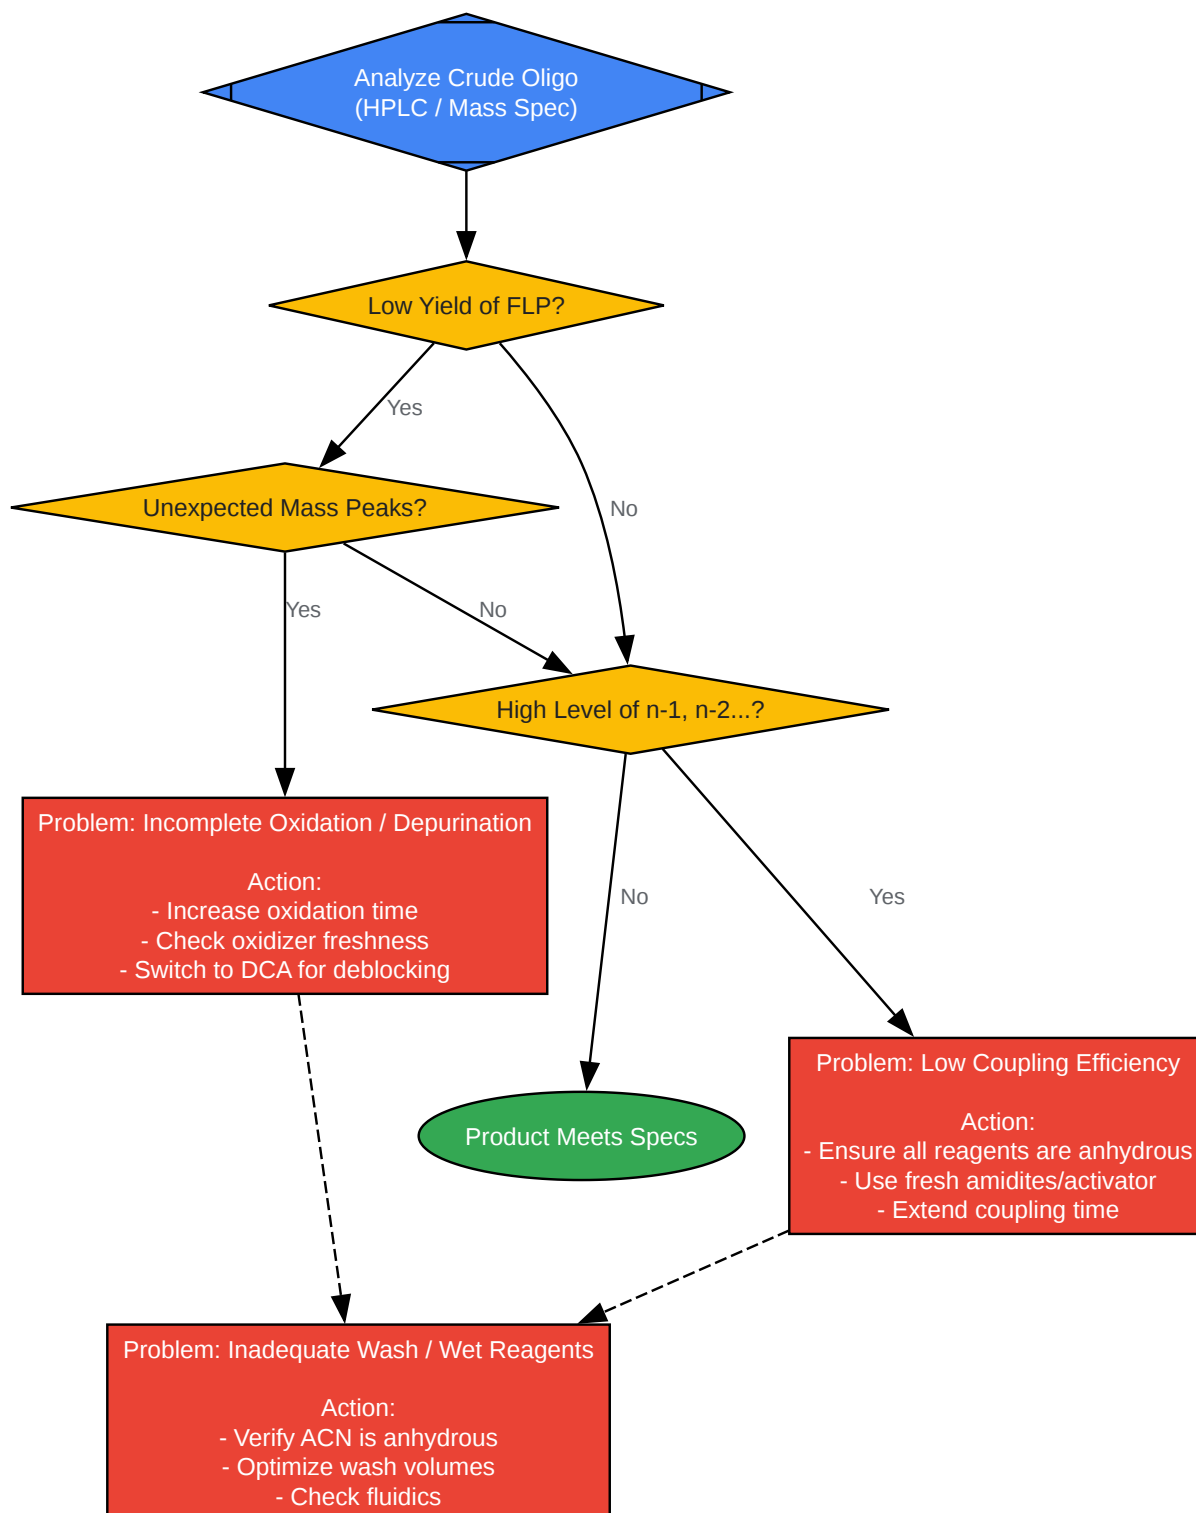 Analyze Crude Oligo
(HPLC / Mass Spec)
Low Yield of FLP?
Yes
Unexpected Mass Peaks?
No
Yes
No
High Level of n-1, n-2...?
Problem: Incomplete Oxidation / Depurination
Action:
- Increase oxidation time
- Check oxidizer freshness
- Switch to DCA for deblocking
No
Yes
Problem: Low Coupling Efficiency
Action:
- Ensure all reagents are anhydrous
- Use fresh amidites/activator
- Extend coupling time
Product Meets Specs
Problem: Inadequate Wash / Wet Reagents
Action:
- Verify ACN is anhydrous
- Optimize wash volumes
- Check fluidics